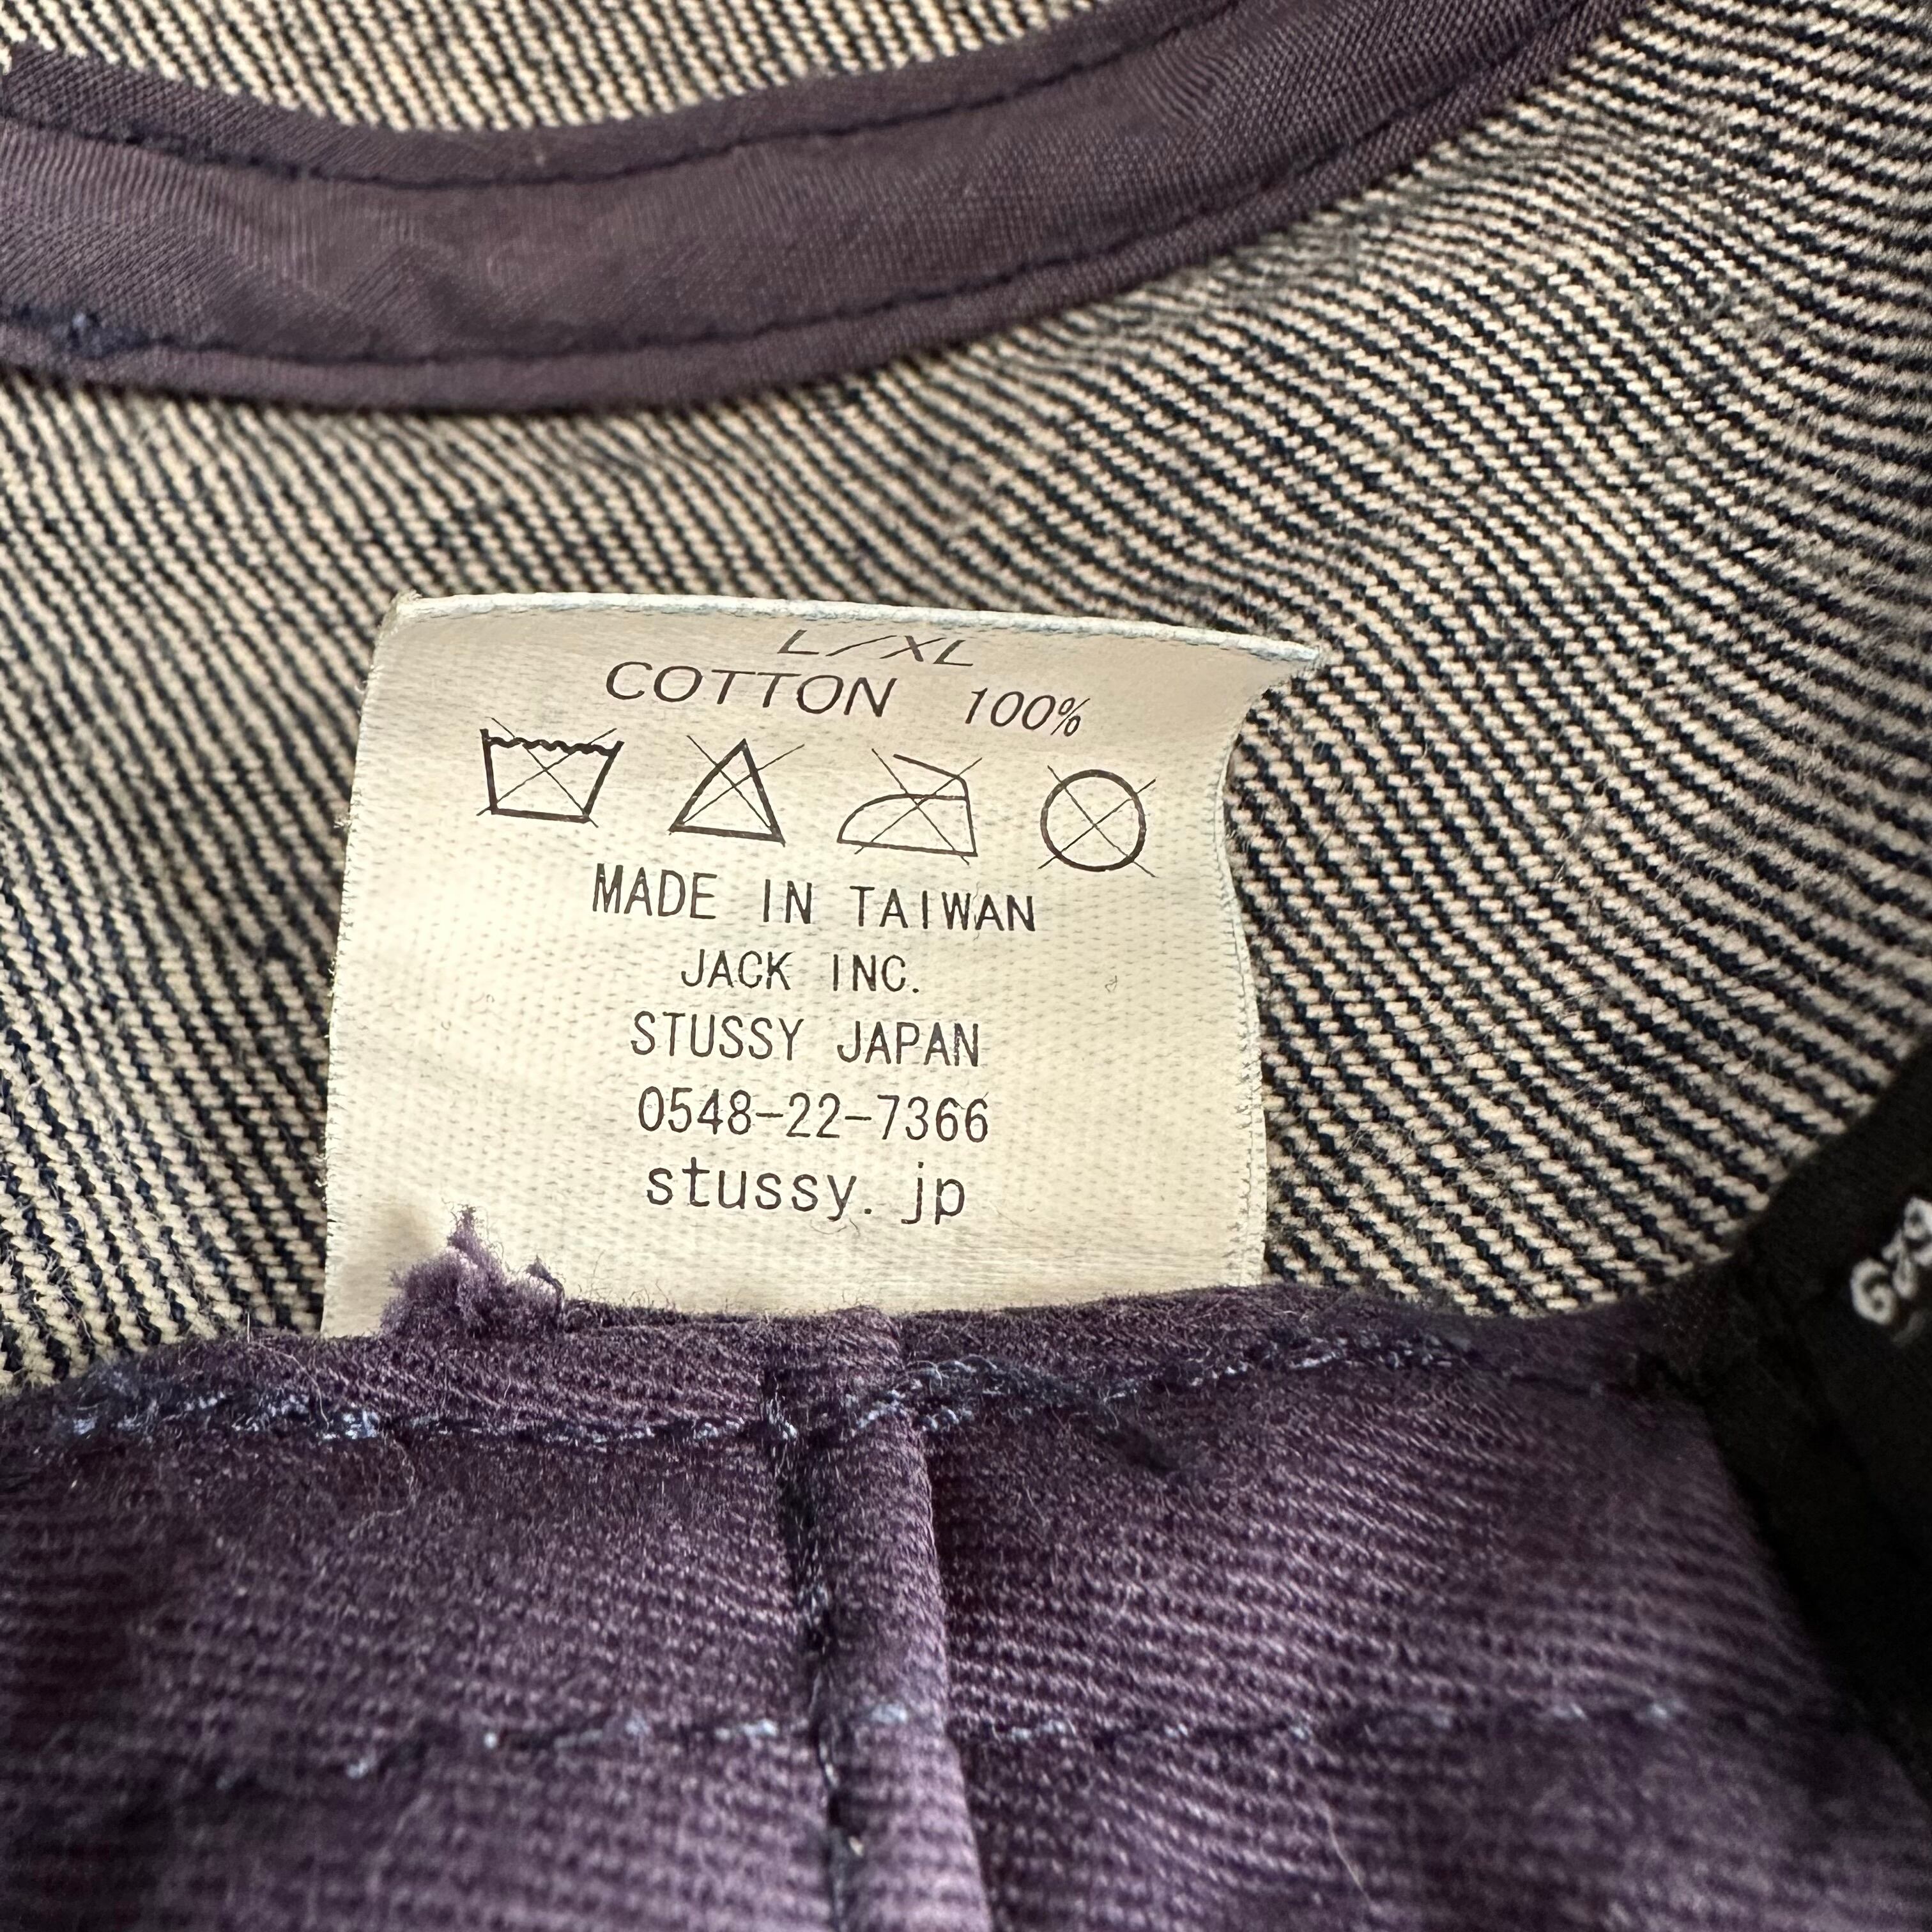 L/XL
COTTON 100%
MADE IN TAIWAN
JACK INC.
STUSSY JAPAN
0548-22-7366
stussy.jp